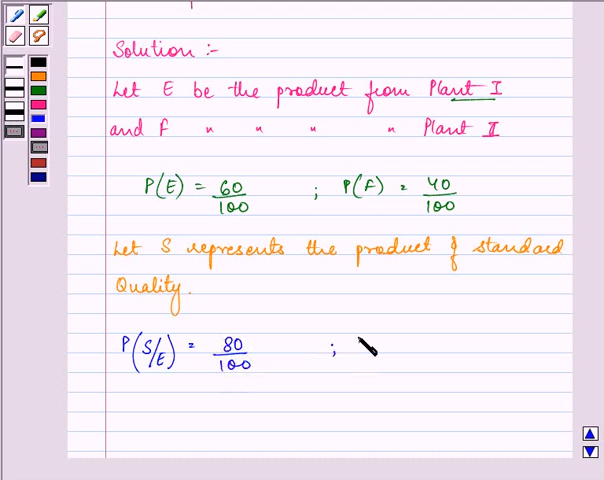 Solution :-
Let E be the product from Plant I
and F " " " " Plant II
P(E) = 60/100 ; P(F) = 40/100
Let S represents the product of standard
Quality.
P(S/E) = 80/100 ;